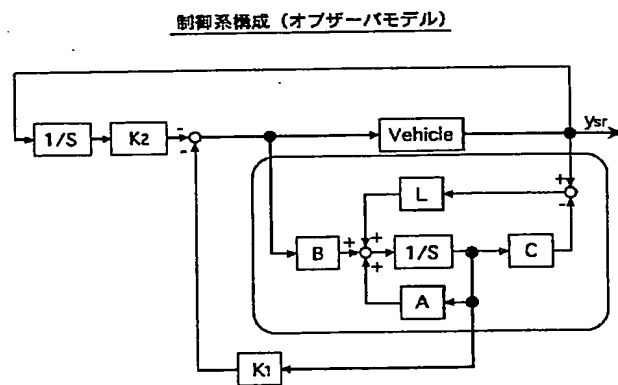 制御系構成（オブザーバモデル）
ysr
1/S
K2
-
-
Vehicle
+
-
L
B
+
+
+
1/S
C
A
K1